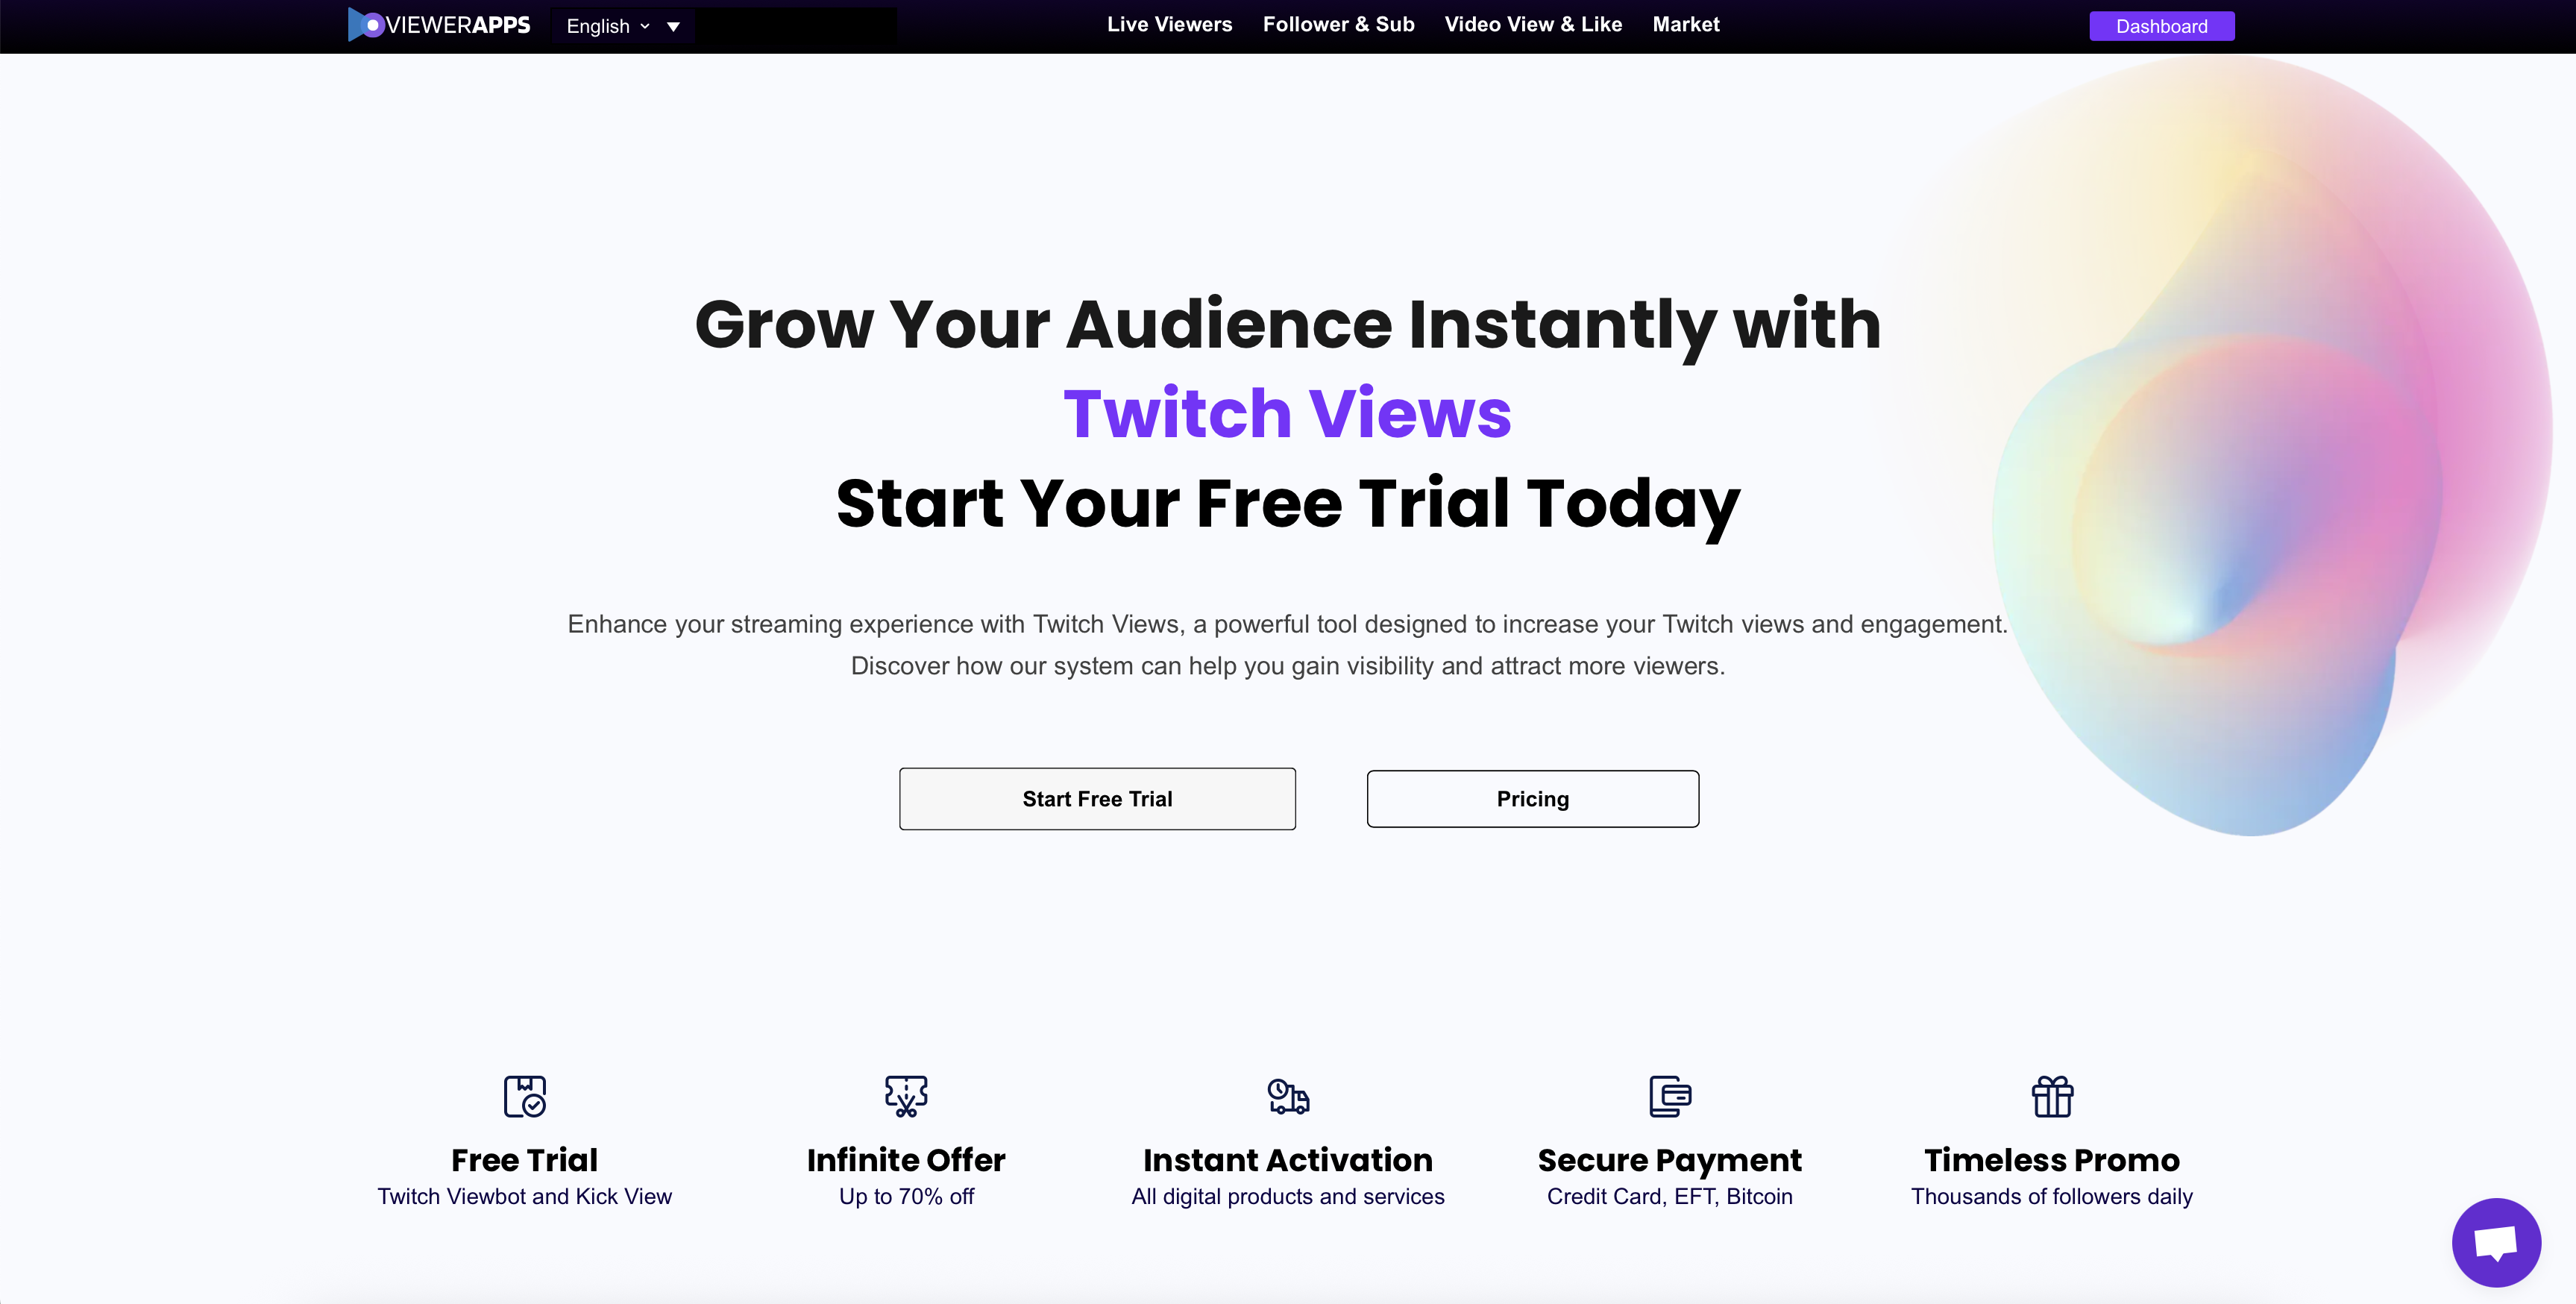 VIEWERAPPS
English
Live Viewers
Follower & Sub
Video View & Like
Market
Dashboard
Grow Your Audience Instantly with
Twitch Views
Start Your Free Trial Today
Enhance your streaming experience with Twitch Views, a powerful tool designed to increase your Twitch views and engagement.
Discover how our system can help you gain visibility and attract more viewers.
Start Free Trial
Pricing
Free Trial
Twitch Viewbot and Kick View
Infinite Offer
Up to 70% off
Instant Activation
All digital products and services
Secure Payment
Credit Card, EFT, Bitcoin
Timeless Promo
Thousands of followers daily